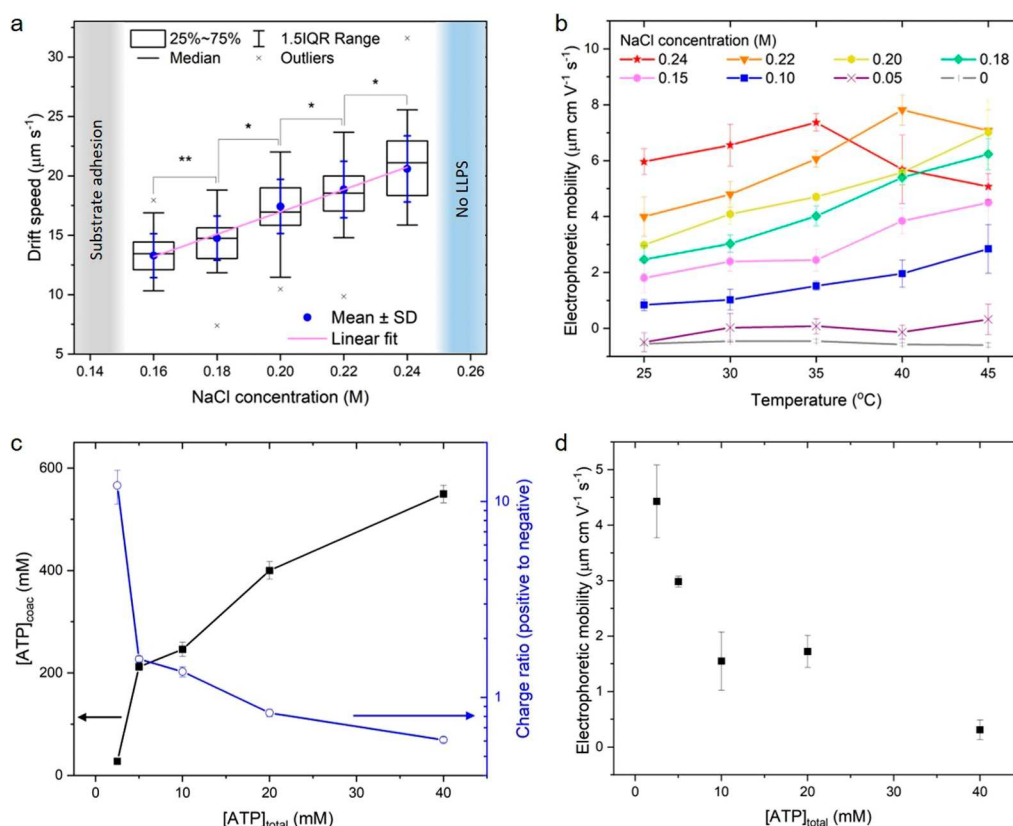 a
25%~75%
1.5IQR Range
Median
Outliers
Substrate adhesion
No LLPS
**
*
*
*
Mean ± SD
Linear fit
Drift speed (μm s⁻¹)
5
10
15
20
25
30
0.14
0.16
0.18
0.20
0.22
0.24
0.26
NaCl concentration (M)
b
NaCl concentration (M)
0.24
0.22
0.20
0.18
0.15
0.10
0.05
0
Electrophoretic mobility (μm cm V⁻¹ s⁻¹)
0
2
4
6
8
10
25
30
35
40
45
Temperature (°C)
c
[ATP]coac (mM)
0
200
400
600
Charge ratio (positive to negative)
10
1
0
10
20
30
40
[ATP]total (mM)
d
Electrophoretic mobility (μm cm V⁻¹ s⁻¹)
0
1
2
3
4
5
0
10
20
30
40
[ATP]total (mM)